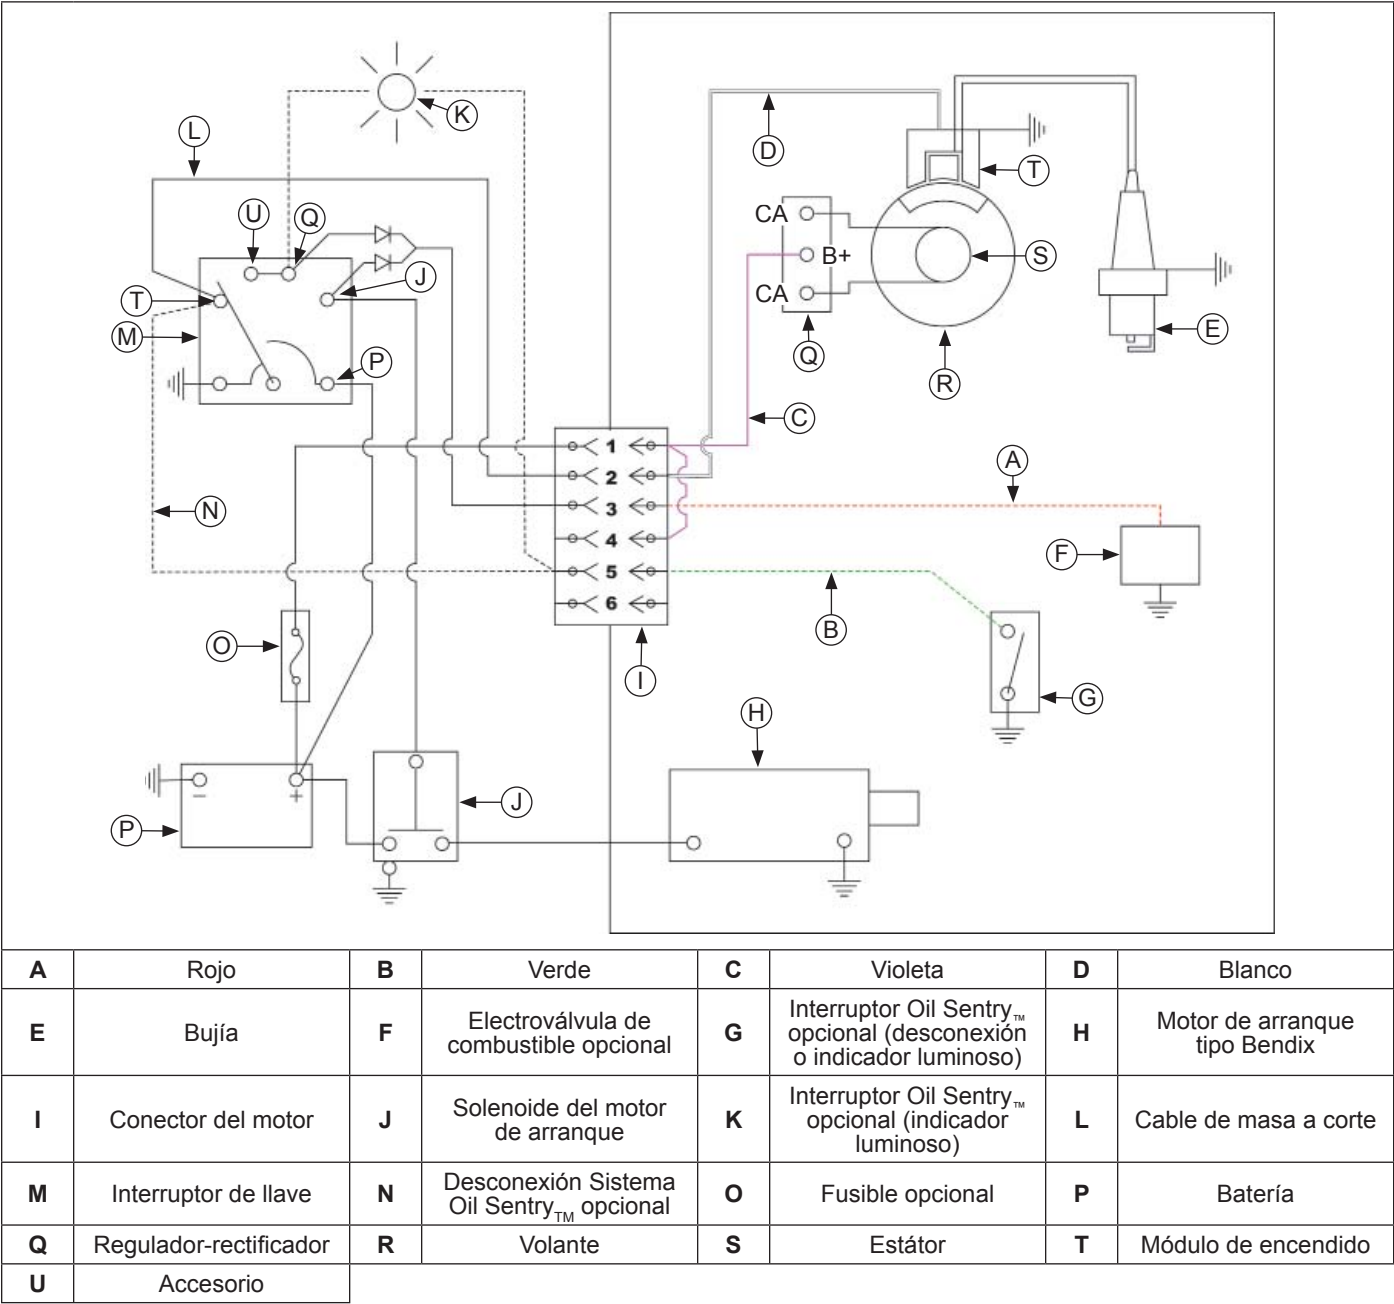 K
L
D
T
U
Q
CA
J
B+
S
T
M
CA
P
Q
E
R
C
1
A
2
N
3
4
F
5
6
B
O
I
G
H
–
+
J
P
A Rojo B Verde C Violeta D Blanco
E Bujía F Electroválvula de combustible opcional G Interruptor Oil Sentry™ opcional (desconexión o indicador luminoso) H Motor de arranque tipo Bendix
I Conector del motor J Solenoide del motor de arranque K Interruptor Oil Sentry™ opcional (indicador luminoso) L Cable de masa a corte
M Interruptor de llave N Desconexión Sistema Oil Sentry™ opcional O Fusible opcional P Batería
Q Regulador-rectificador R Volante S Estátor T Módulo de encendido
U Accesorio